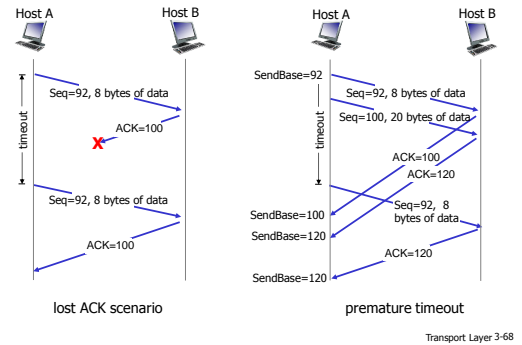 Host A
Host B
Seq=92, 8 bytes of data
ACK=100
X
timeout
Seq=92, 8 bytes of data
ACK=100
lost ACK scenario
Host A
Host B
SendBase=92
Seq=92, 8 bytes of data
Seq=100, 20 bytes of data
timeout
ACK=100
ACK=120
Seq=92, 8
bytes of data
SendBase=100
SendBase=120
ACK=120
SendBase=120
premature timeout
Transport Layer 3-68